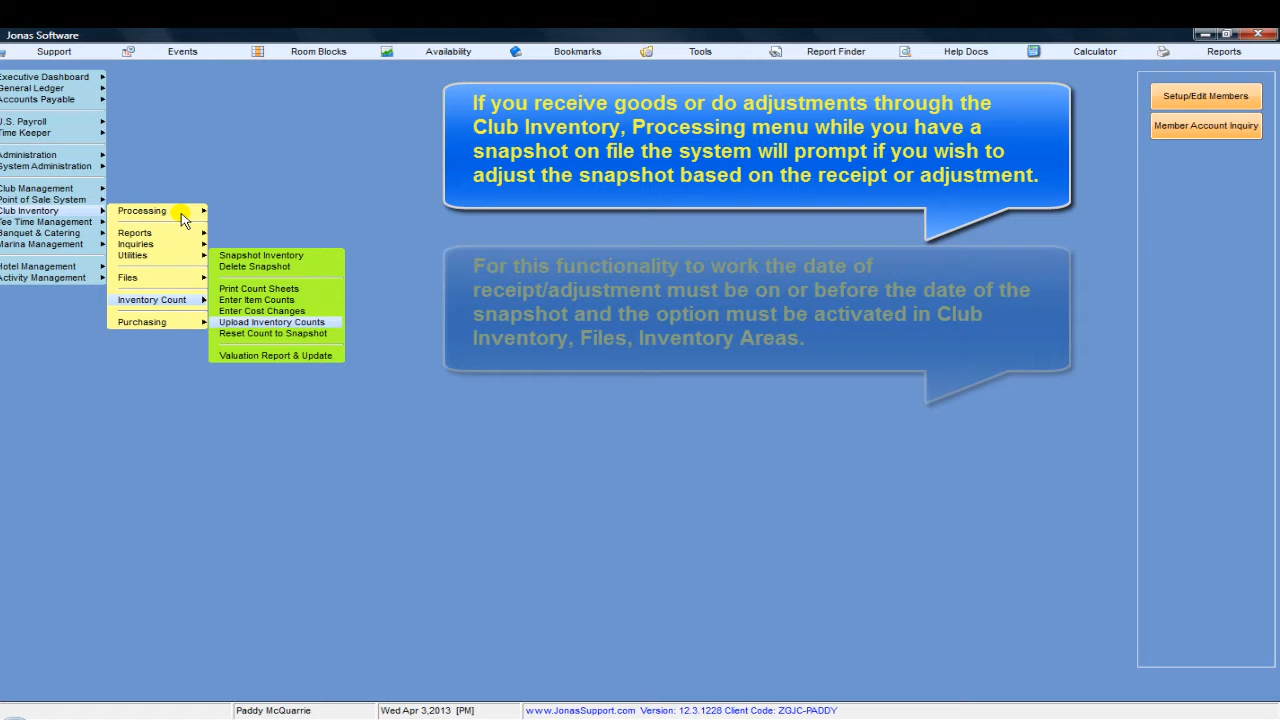 Jonas Software
Support
Events
Room Blocks
Availability
Bookmarks
Tools
Report Finder
Help Docs
Calculator
Reports
Executive Dashboard
General Ledger
Accounts Payable
U.S. Payroll
Time Keeper
Administration
System Administration
Club Management
Point of Sale System
Club Inventory
Tee Time Management
Banquet & Catering
Marina Management
Hotel Management
Activity Management
Processing
Reports
Inquiries
Utilities
Files
Inventory Count
Purchasing
Snapshot Inventory
Delete Snapshot
Print Count Sheets
Enter Item Counts
Enter Cost Changes
Upload Inventory Counts
Reset Count to Snapshot
Valuation Report & Update
If you receive goods or do adjustments through the
Club Inventory, Processing menu while you have a
snapshot on file the system will prompt if you wish to
adjust the snapshot based on the receipt or adjustment.
For this functionality to work the date of
receipt/adjustment must be on or before the date of the
snapshot and the option must be activated in Club
Inventory, Files, Inventory Areas.
Setup/Edit Members
Member Account Inquiry
Paddy McQuarrie
Wed Apr 3,2013 [PM]
www.JonasSupport.com Version: 12.3.1228 Client Code: ZGJC-PADDY